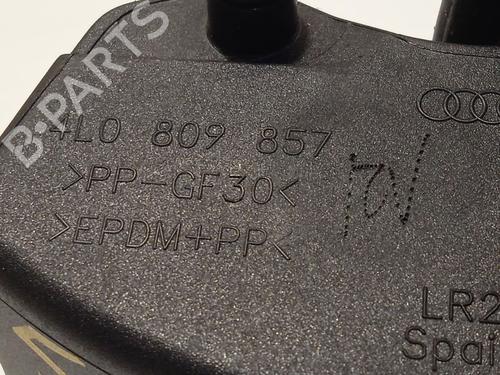 B-PARTS
4L0 809 857
>PP-GF30<
>EPDM+PP<
LR2
Spai